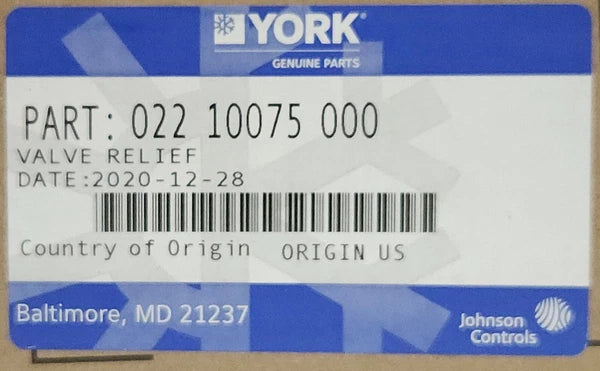 YORK®
GENUINE PARTS
PART: 022 10075 000
VALVE RELIEF
DATE:2020-12-28
Country of Origin ORIGIN US
Baltimore, MD 21237
Johnson
Controls